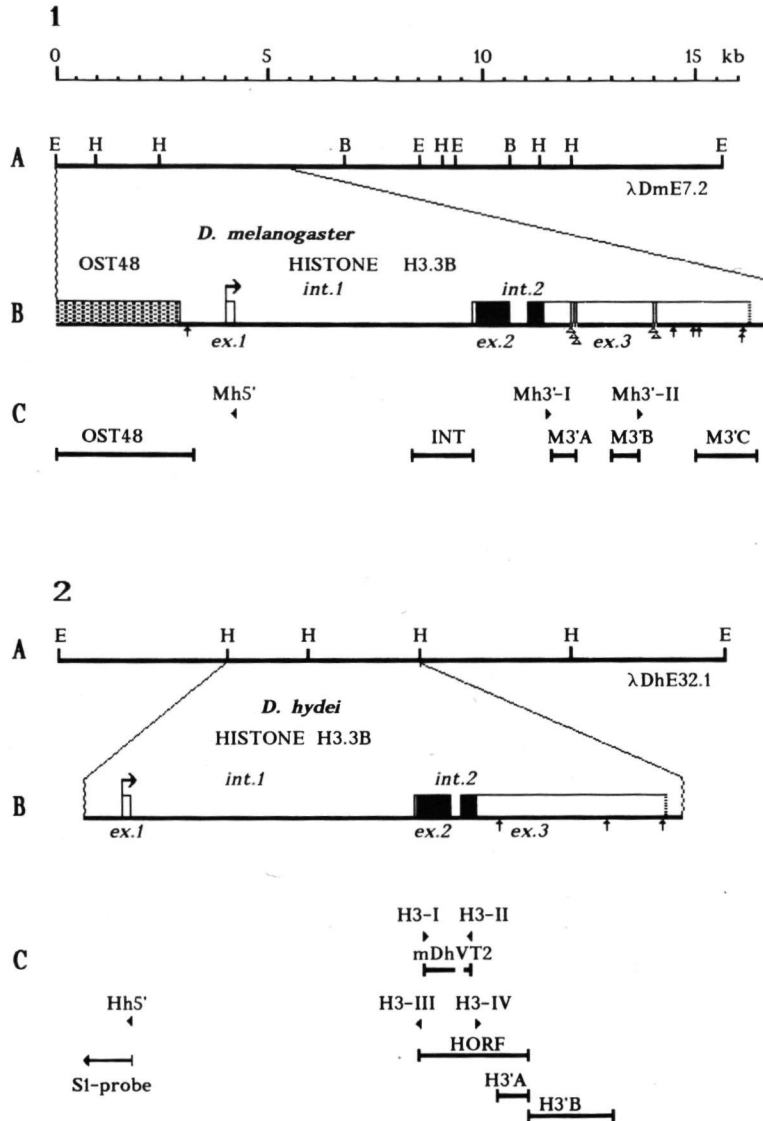 1
0 5 10 15 kb
A
E H H B E H E B H H E
λDmE7.2
D. melanogaster
OST48 HISTONE H3.3B
int.1 int.2
B
ex.1 ex.2 ex.3
C
Mh5' Mh3'-I Mh3'-II
OST48 INT M3'A M3'B M3'C
2
A
E H H H H E
λDhE32.1
D. hydei
HISTONE H3.3B
int.1 int.2
B
ex.1 ex.2 ex.3
C
H3-I H3-II
mDhVT2
Hh5' H3-III H3-IV
HORF
S1-probe
H3'A
H3'B